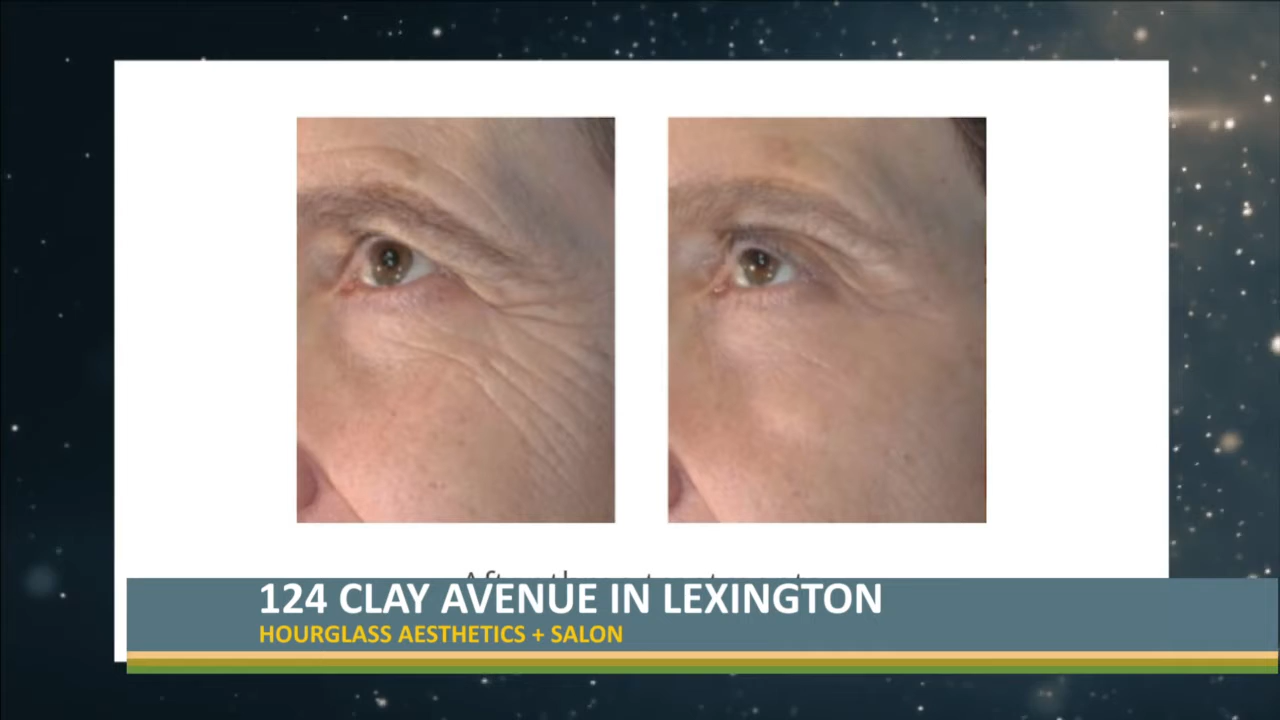 124 CLAY AVENUE IN LEXINGTON
HOURGLASS AESTHETICS + SALON